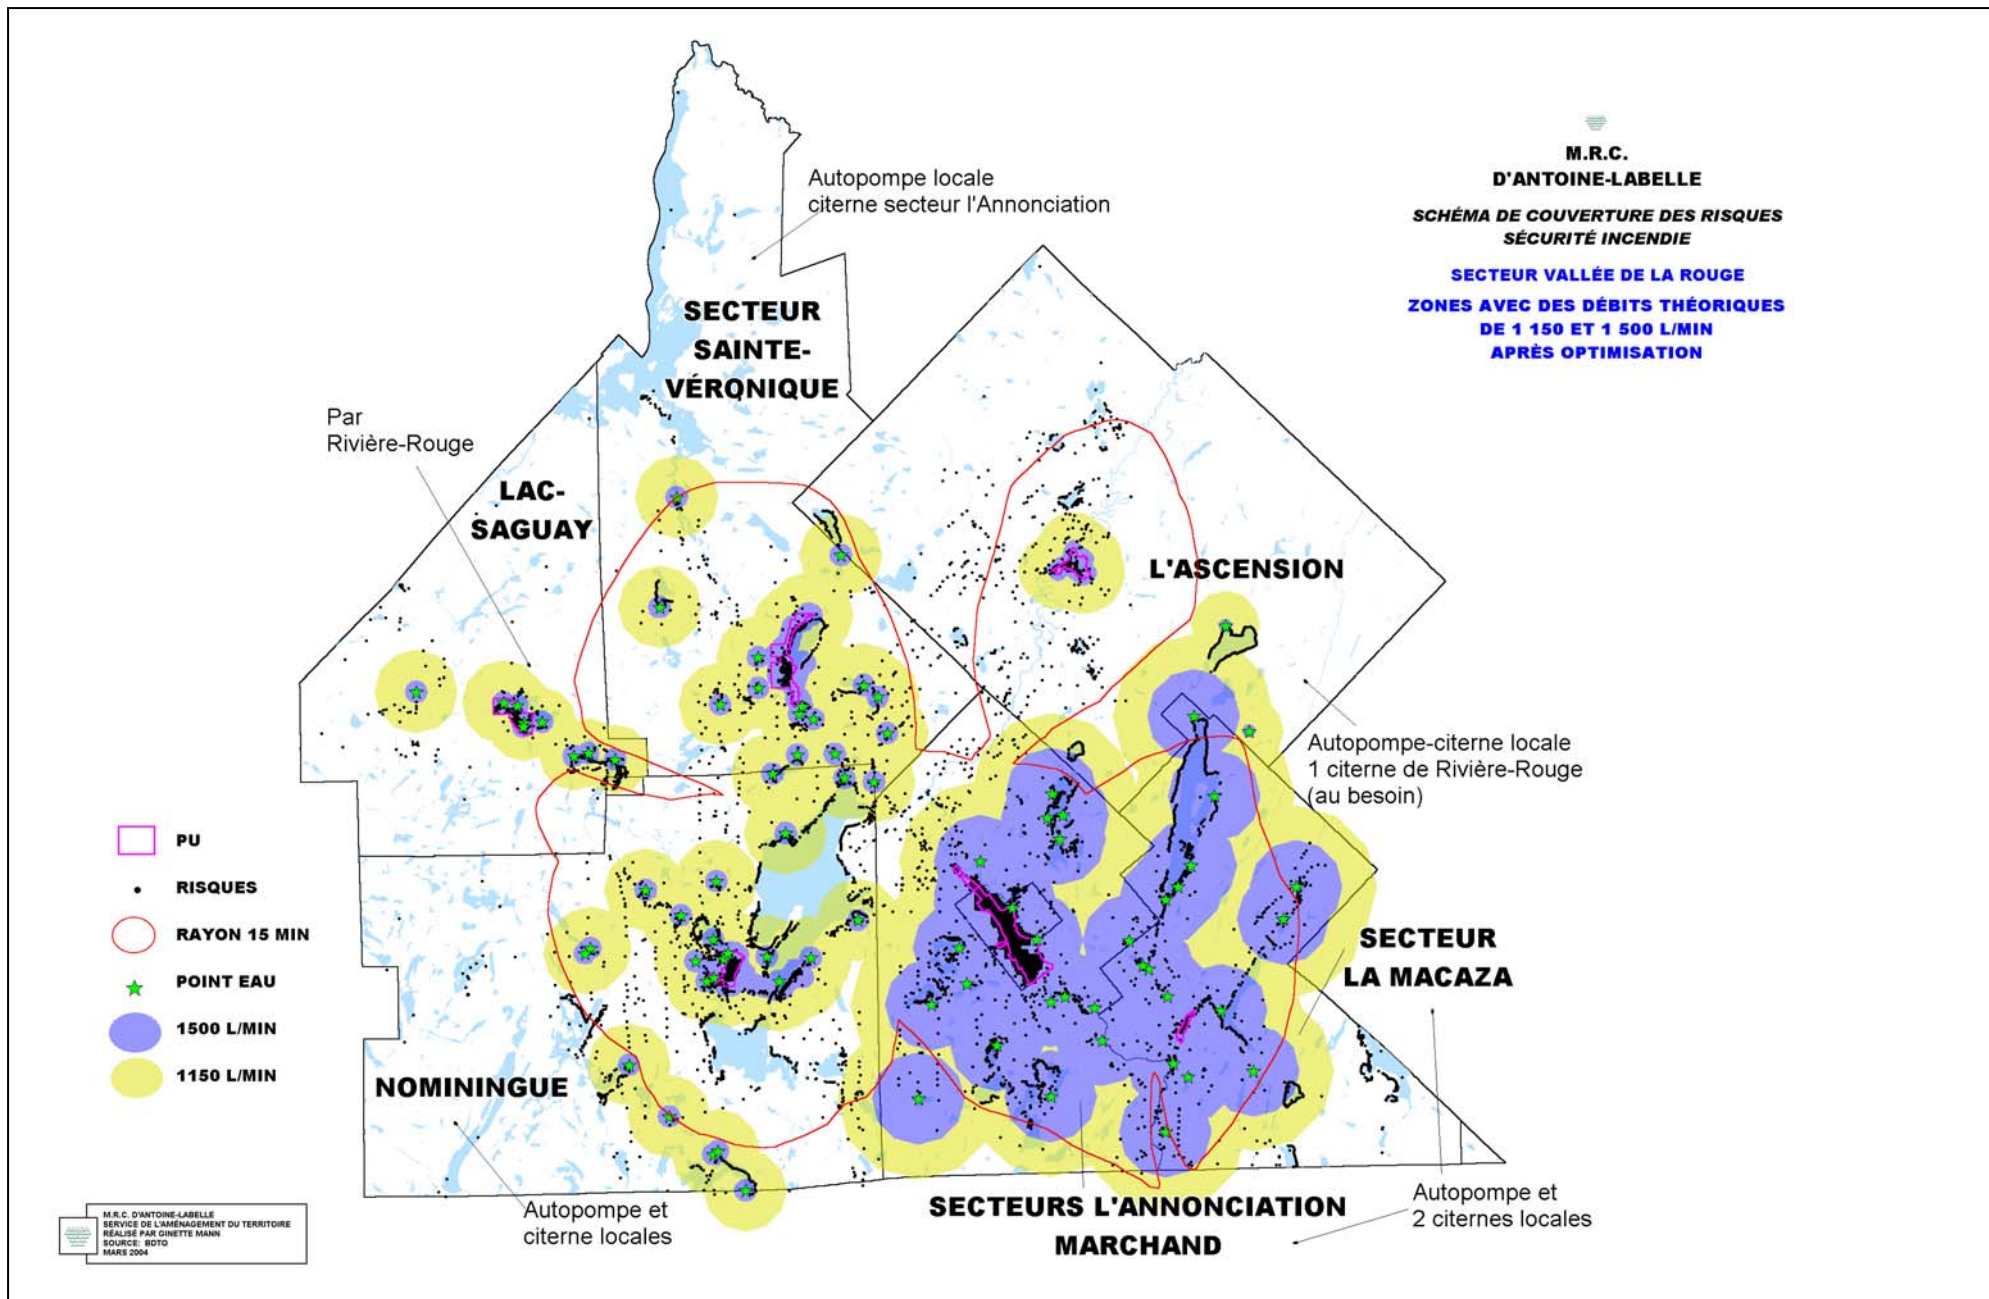 M.R.C.
D'ANTOINE-LABELLE
SCHÉMA DE COUVERTURE DES RISQUES
SÉCURITÉ INCENDIE
SECTEUR VALLÉE DE LA ROUGE
ZONES AVEC DES DÉBITS THÉORIQUES
DE 1 150 ET 1 500 L/MIN
APRÈS OPTIMISATION
Autopompe locale
citerne secteur l'Annonciation
SECTEUR
SAINTE-
VÉRONIQUE
Par
Rivière-Rouge
LAC-
SAGUAY
L'ASCENSION
Autopompe-citerne locale
1 citerne de Rivière-Rouge
(au besoin)
PU
RISQUES
RAYON 15 MIN
POINT EAU
1500 L/MIN
1150 L/MIN
SECTEUR
LA MACAZA
NOMININGUE
Autopompe et
citerne locales
SECTEURS L'ANNONCIATION
MARCHAND
Autopompe et
2 citernes locales
M.R.C. D'ANTOINE-LABELLE
SERVICE DE L'AMÉNAGEMENT DU TERRITOIRE
RÉALISÉ PAR GINETTE MANN
SOURCE: BDTQ
MARS 2004